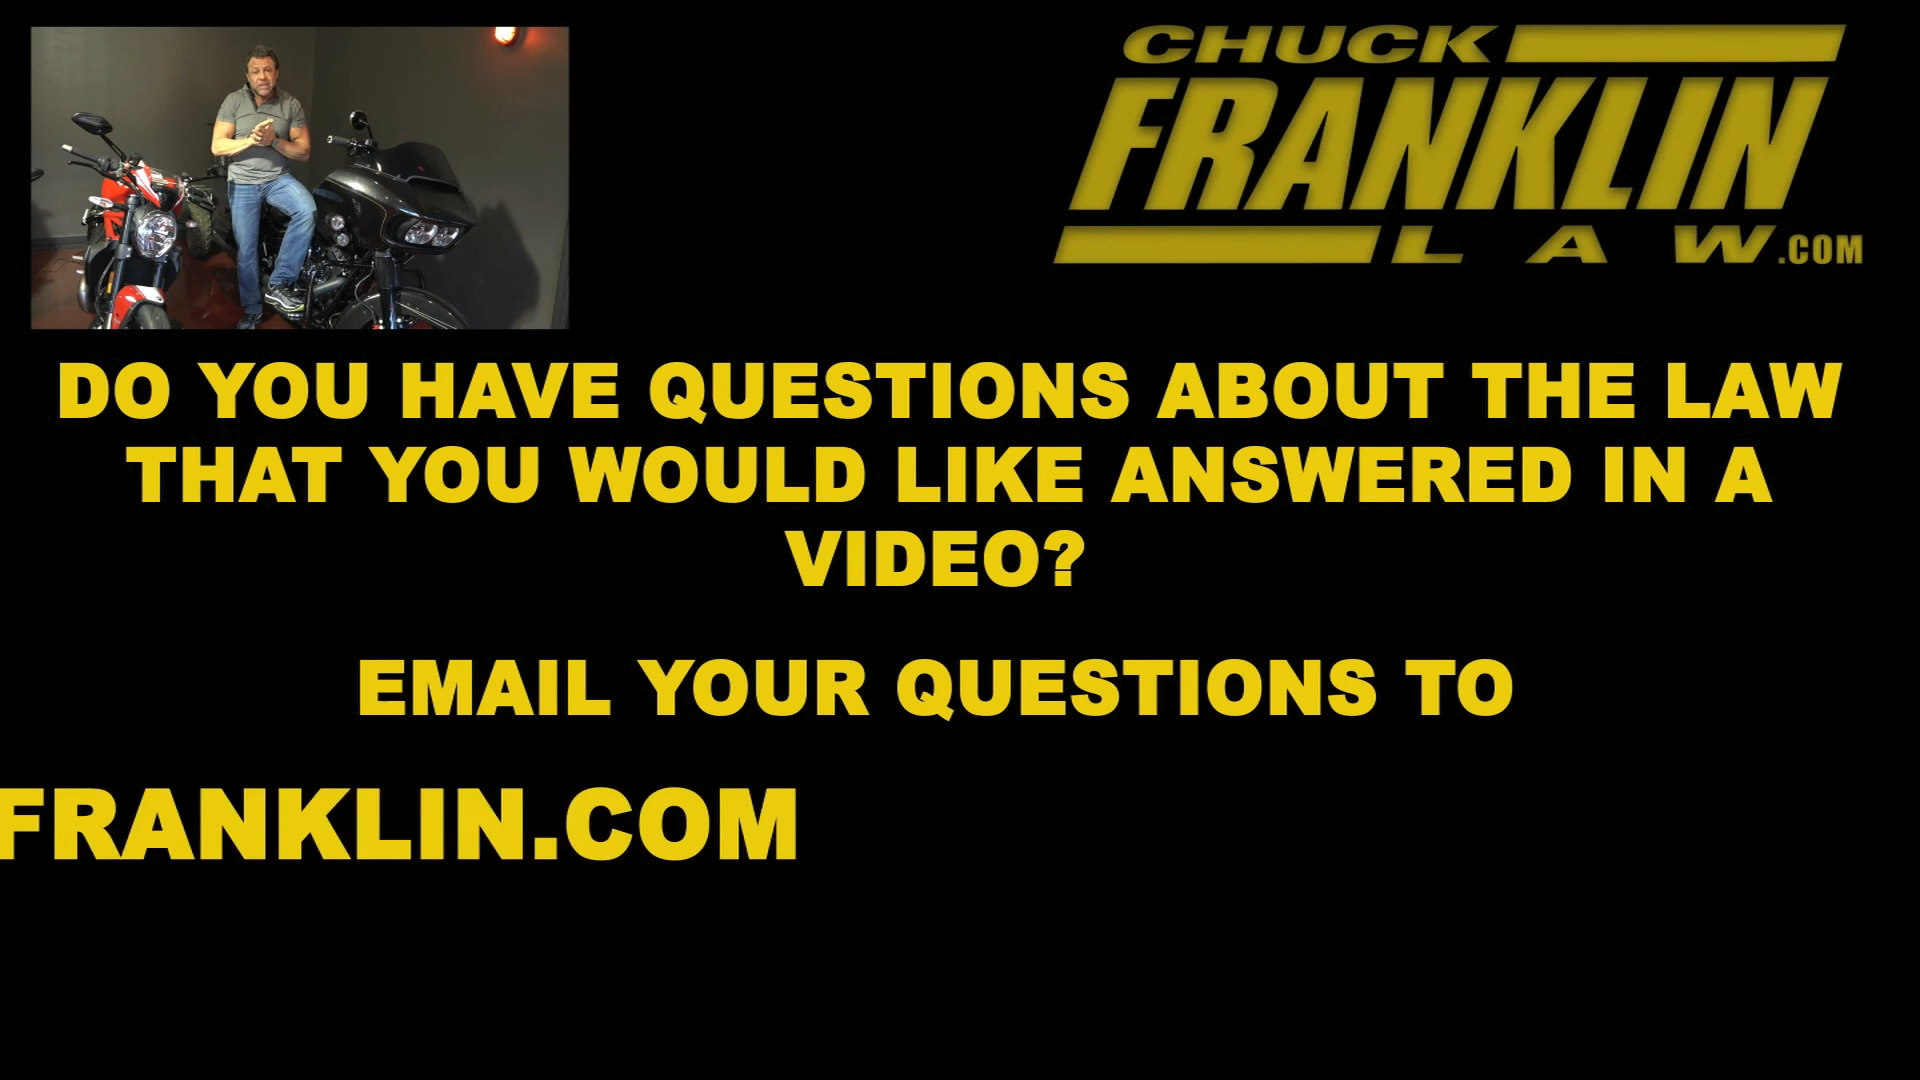 CHUCK
FRANKLIN
LAW.COM
DO YOU HAVE QUESTIONS ABOUT THE LAW
THAT YOU WOULD LIKE ANSWERED IN A
VIDEO?
EMAIL YOUR QUESTIONS TO
FRANKLIN.COM